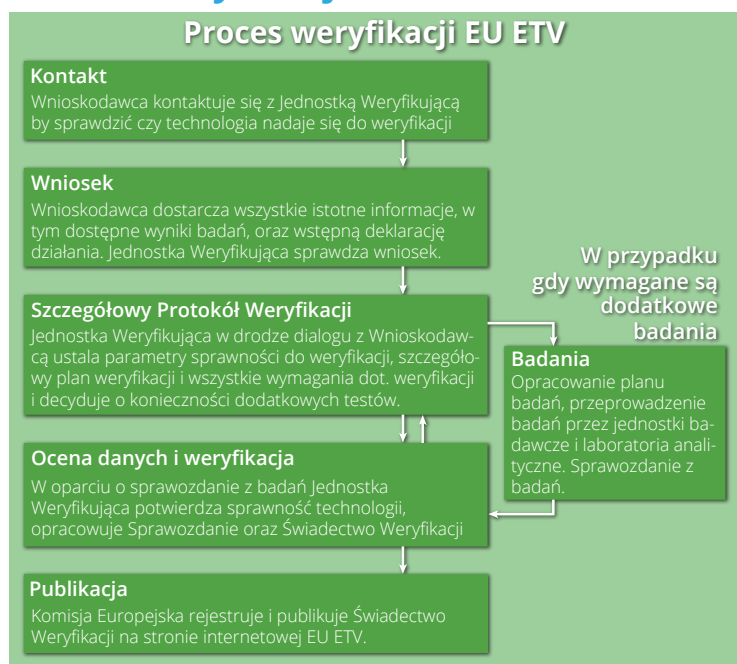 Proces weryfikacji EU ETV
Kontakt
Wnioskodawca kontaktuje się z Jednostką Weryfikującą
by sprawdzić czy technologia nadaje się do weryfikacji
Wniosek
Wnioskodawca dostarcza wszystkie istotne informacje, w
tym dostępne wyniki badań, oraz wstępną deklarację
działania. Jednostka Weryfikująca sprawdza wniosek.
W przypadku
gdy wymagane są
dodatkowe
badania
Szczegółowy Protokół Weryfikacji
Jednostka Weryfikująca w drodze dialogu z Wnioskodaw-
cą ustala parametry sprawności do weryfikacji, szczegóło-
wy plan weryfikacji i wszystkie wymagania dot. weryfikacji
i decyduje o konieczności dodatkowych testów.
Badania
Opracowanie planu
badań, przeprowadzenie
badań przez jednostki ba-
dawcze i laboratoria anali-
tyczne. Sprawozdanie z
badań.
Ocena danych i weryfikacja
W oparciu o sprawozdanie z badań Jednostka
Weryfikująca potwierdza sprawność technologii,
opracowuje Sprawozdanie oraz Świadectwo Weryfikacji
Publikacja
Komisja Europejska rejestruje i publikuje Świadectwo
Weryfikacji na stronie internetowej EU ETV.